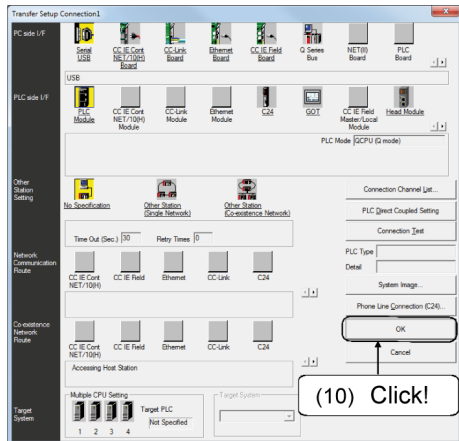 Transfer Setup Connection1
PC side I/F
Serial USB
CC IE Cont NET/10(H) Board
CC-Link Board
Ethernet Board
CC IE Field Board
Q Series Bus
NET(II) Board
PLC Board
USB
PLC side I/F
PLC Module
CC IE Cont NET/10(H) Module
CC-Link Module
Ethernet Module
C24
GOT
CC IE Field Master/Local Module
Head Module
PLC Mode QCPU (Q mode)
Other Station Setting
No Specification
Other Station (Single Network)
Other Station (Co-existence Network)
Connection Channel List...
PLC Direct Coupled Setting
Time Out (Sec.) 30 Retry Times 0
Connection Test
Network Communication Route
CC IE Cont NET/10(H)
CC IE Field
Ethernet
CC-Link
C24
PLC Type
Detail
System Image...
Phone Line Connection (C24)...
Co-existence Network Route
CC IE Cont NET/10(H)
CC IE Field
Ethernet
CC-Link
C24
OK
Cancel
Accessing Host Station
Target System
Multiple CPU Setting
1 2 3 4
Target PLC
Not Specified
Target System
(10) Click!